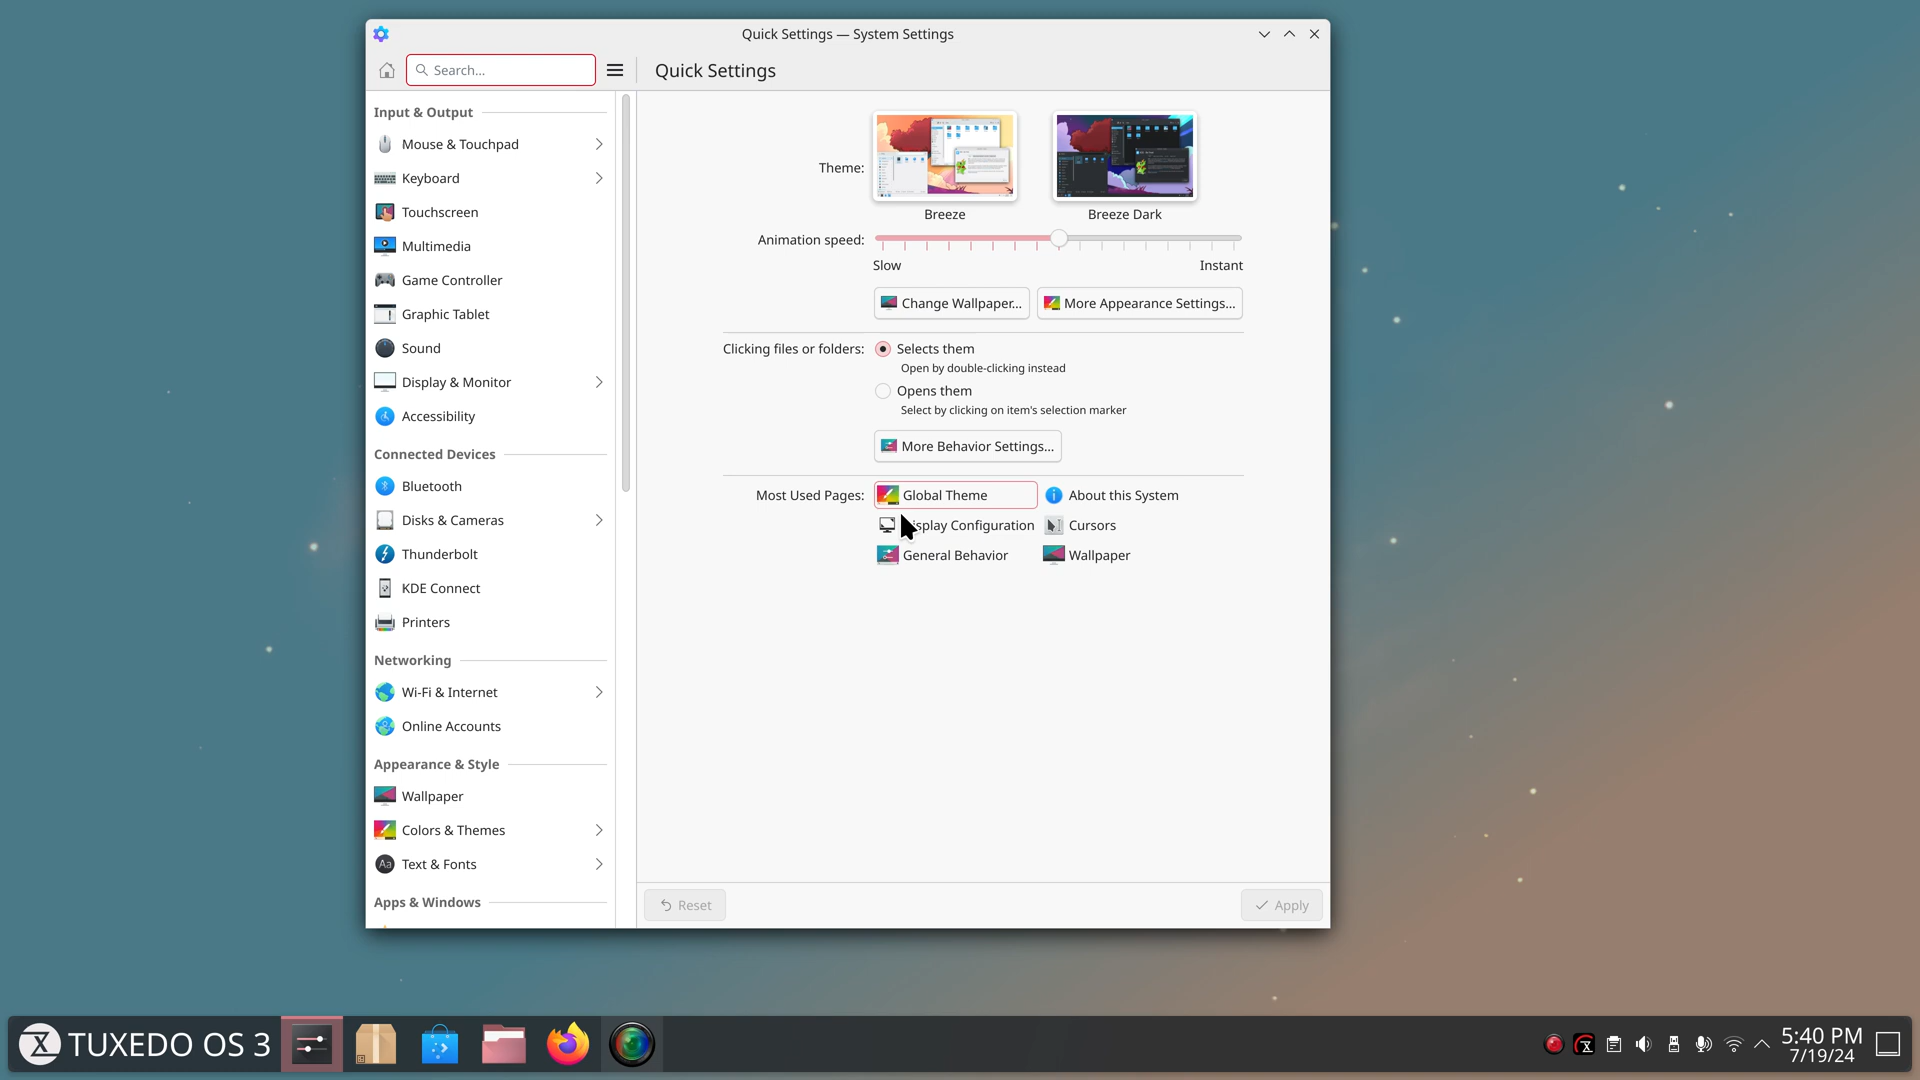 Quick Settings — System Settings
Search...
Quick Settings
Input & Output
Mouse & Touchpad
Keyboard
Touchscreen
Multimedia
Game Controller
Graphic Tablet
Sound
Display & Monitor
Accessibility
Connected Devices
Bluetooth
Disks & Cameras
Thunderbolt
KDE Connect
Printers
Networking
Wi-Fi & Internet
Online Accounts
Appearance & Style
Wallpaper
Colors & Themes
Aa Text & Fonts
Apps & Windows
Theme:
Breeze Breeze Dark
Animation speed:
Slow Instant
Change Wallpaper... More Appearance Settings...
Clicking files or folders: Selects them
Open by double-clicking instead
Opens them
Select by clicking on item's selection marker
More Behavior Settings...
Most Used Pages: Global Theme About this System
splay Configuration Cursors
General Behavior Wallpaper
Reset Apply
TUXEDO OS 3
5:40 PM
7/19/24